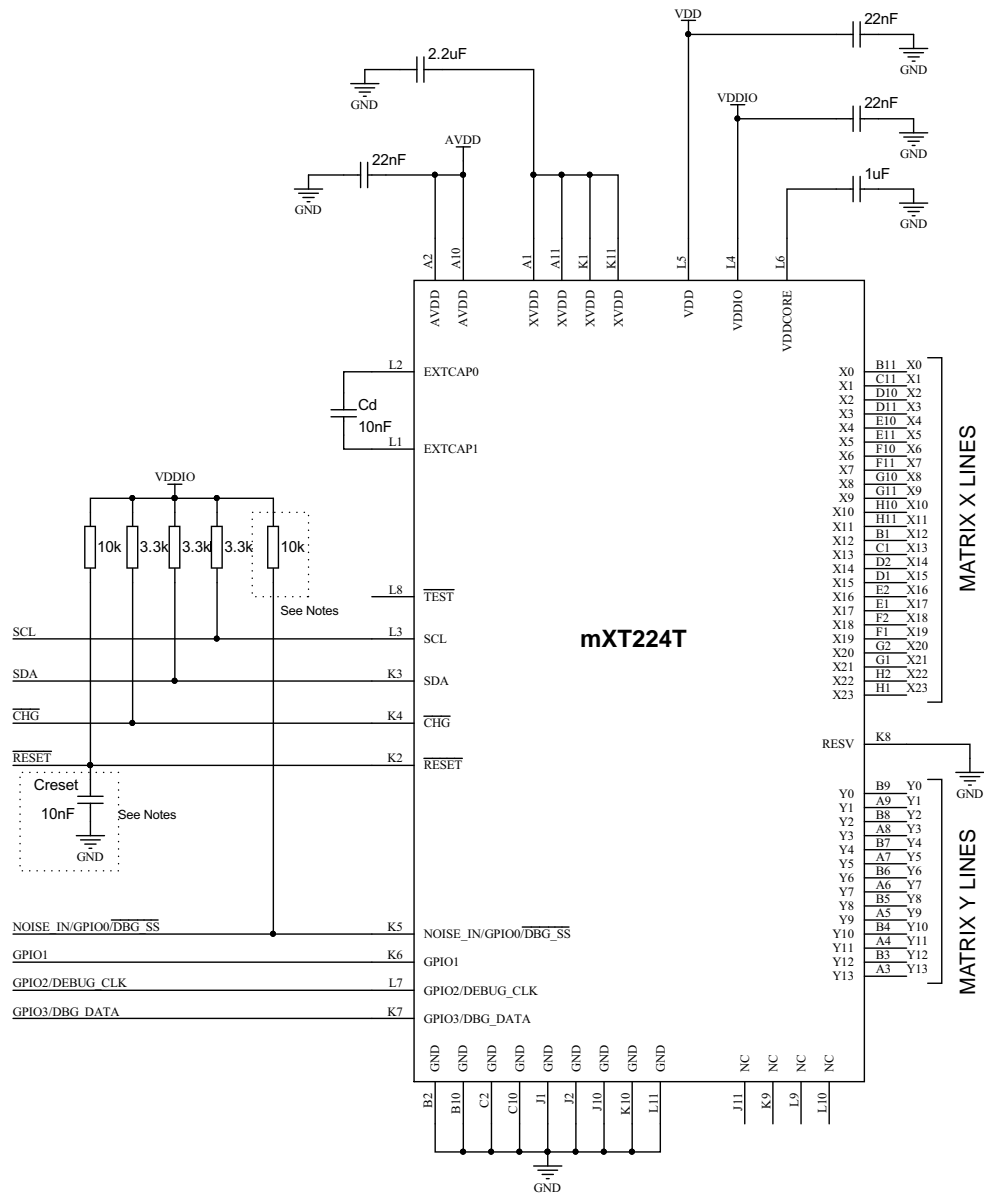 VDD
22nF
GND
2.2uF
GND
VDDIO
22nF
GND
AVDD
22nF
GND
1uF
GND
A2
A10
A1
A11
K1
K11
L5
L4
L6
AVDD
AVDD
XVDD
XVDD
XVDD
XVDD
VDD
VDDIO
VDDCORE
L2
EXTCAP0
Cd
10nF
L1
EXTCAP1
VDDIO
10k
3.3k
3.3k
3.3k
10k
See Notes
L8
TEST
SCL
L3
SCL
SDA
K3
SDA
CHG
K4
CHG
RESET
K2
RESET
Creset
10nF
See Notes
GND
NOISE_IN/GPIO0/DBG_SS
K5
NOISE_IN/GPIO0/DBG_SS
GPIO1
K6
GPIO1
GPIO2/DEBUG_CLK
L7
GPIO2/DEBUG_CLK
GPIO3/DBG_DATA
K7
GPIO3/DBG_DATA
mXT224T
X0 B11 X0
X1 C11 X1
X2 D10 X2
X3 D11 X3
X4 E10 X4
X5 E11 X5
X6 F10 X6
X7 F11 X7
X8 G10 X8
X9 G11 X9
X10 H10 X10
X11 H11 X11
X12 B1 X12
X13 C1 X13
X14 D2 X14
X15 D1 X15
X16 E2 X16
X17 E1 X17
X18 F2 X18
X19 F1 X19
X20 G2 X20
X21 G1 X21
X22 H2 X22
X23 H1 X23
MATRIX X LINES
RESV K8
GND
Y0 B9 Y0
Y1 A9 Y1
Y2 B8 Y2
Y3 A8 Y3
Y4 B7 Y4
Y5 A7 Y5
Y6 B6 Y6
Y7 A6 Y7
Y8 B5 Y8
Y9 A5 Y9
Y10 B4 Y10
Y11 A4 Y11
Y12 B3 Y12
Y13 A3 Y13
MATRIX Y LINES
GND
GND
GND
GND
GND
GND
GND
GND
GND
NC
NC
NC
NC
B2
B10
C2
C10
J1
J2
J10
K10
L11
J11
K9
L9
L10
GND